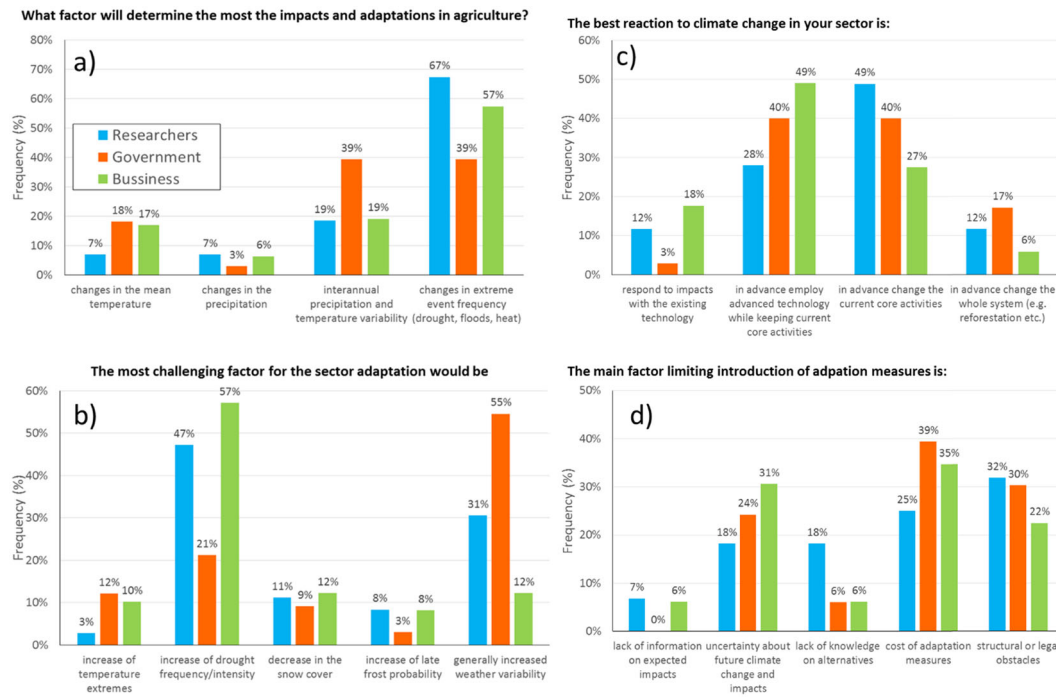 What factor will determine the most the impacts and adaptations in agriculture?
a)
Frequency (%)
80%
70%
60%
50%
40%
30%
20%
10%
0%
Researchers
Government
Bussiness
7%
18%
17%
7%
3%
6%
19%
39%
19%
67%
39%
57%
changes in the mean
temperature
changes in the
precipitation
interannual
precipitation and
temperature variability
changes in extreme
event frequency
(drought, floods, heat)
The best reaction to climate change in your sector is:
c)
Frequency (%)
60%
50%
40%
30%
20%
10%
0%
12%
3%
18%
28%
40%
49%
49%
40%
27%
12%
17%
6%
respond to impacts
with the existing
technology
in advance employ
advanced technology
while keeping current
core activities
in advance change the
current core activities
in advance change the
whole system (e.g.
reforestation etc.)
The most challenging factor for the sector adaptation would be
b)
Frequency (%)
60%
50%
40%
30%
20%
10%
0%
3%
12%
10%
47%
21%
57%
11%
9%
12%
8%
3%
8%
31%
55%
12%
increase of
temperature
extremes
increase of drought
frequency/intensity
decrease in the
snow cover
increase of late
frost probability
generally increased
weather variability
The main factor limiting introduction of adpation measures is:
d)
Frequency (%)
50%
40%
30%
20%
10%
0%
7%
0%
6%
18%
24%
31%
18%
6%
6%
25%
39%
35%
32%
30%
22%
lack of information
on expected
impacts
uncertainty about
future climate
change and
impacts
lack of knowledge
on alternatives
cost of adaptation
measures
structural or legal
obstacles